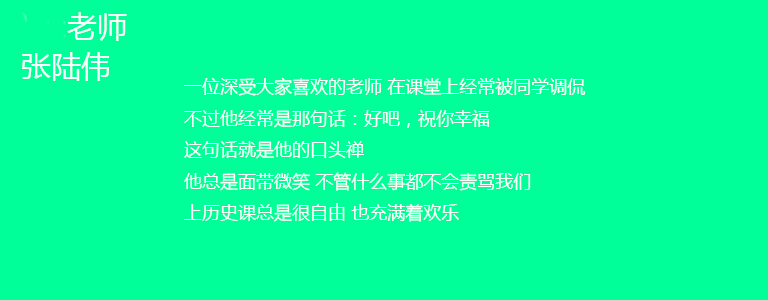 老师
张陆伟
一位深受大家喜欢的老师 在课堂上经常被同学调侃
不过他经常是那句话：好吧，祝你幸福
这句话就是他的口头禅
他总是面带微笑 不管什么事都不会责骂我们
上历史课总是很自由 也充满着欢乐